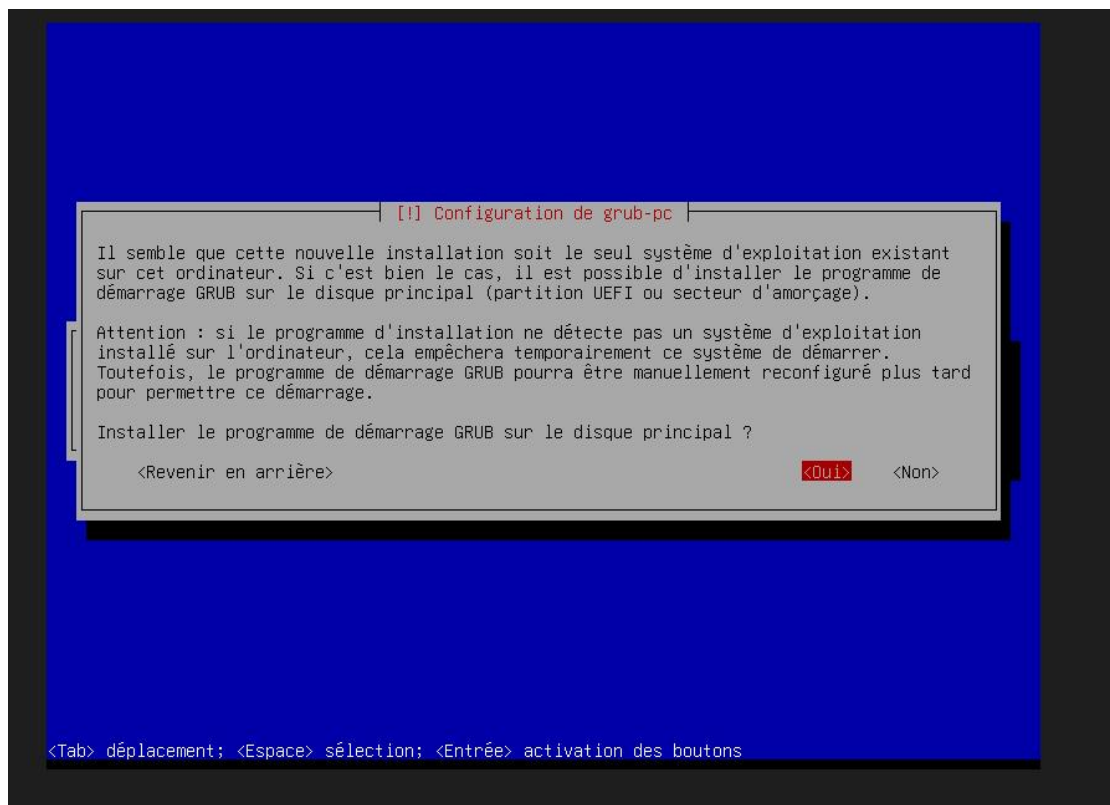 [!] Configuration de grub-pc
Il semble que cette nouvelle installation soit le seul système d'exploitation existant
sur cet ordinateur. Si c'est bien le cas, il est possible d'installer le programme de
démarrage GRUB sur le disque principal (partition UEFI ou secteur d'amorçage).
Attention : si le programme d'installation ne détecte pas un système d'exploitation
installé sur l'ordinateur, cela empêchera temporairement ce système de démarrer.
Toutefois, le programme de démarrage GRUB pourra être manuellement reconfiguré plus tard
pour permettre ce démarrage.
Installer le programme de démarrage GRUB sur le disque principal ?
<Revenir en arrière> <Oui> <Non>
<Tab> déplacement; <Espace> sélection; <Entrée> activation des boutons